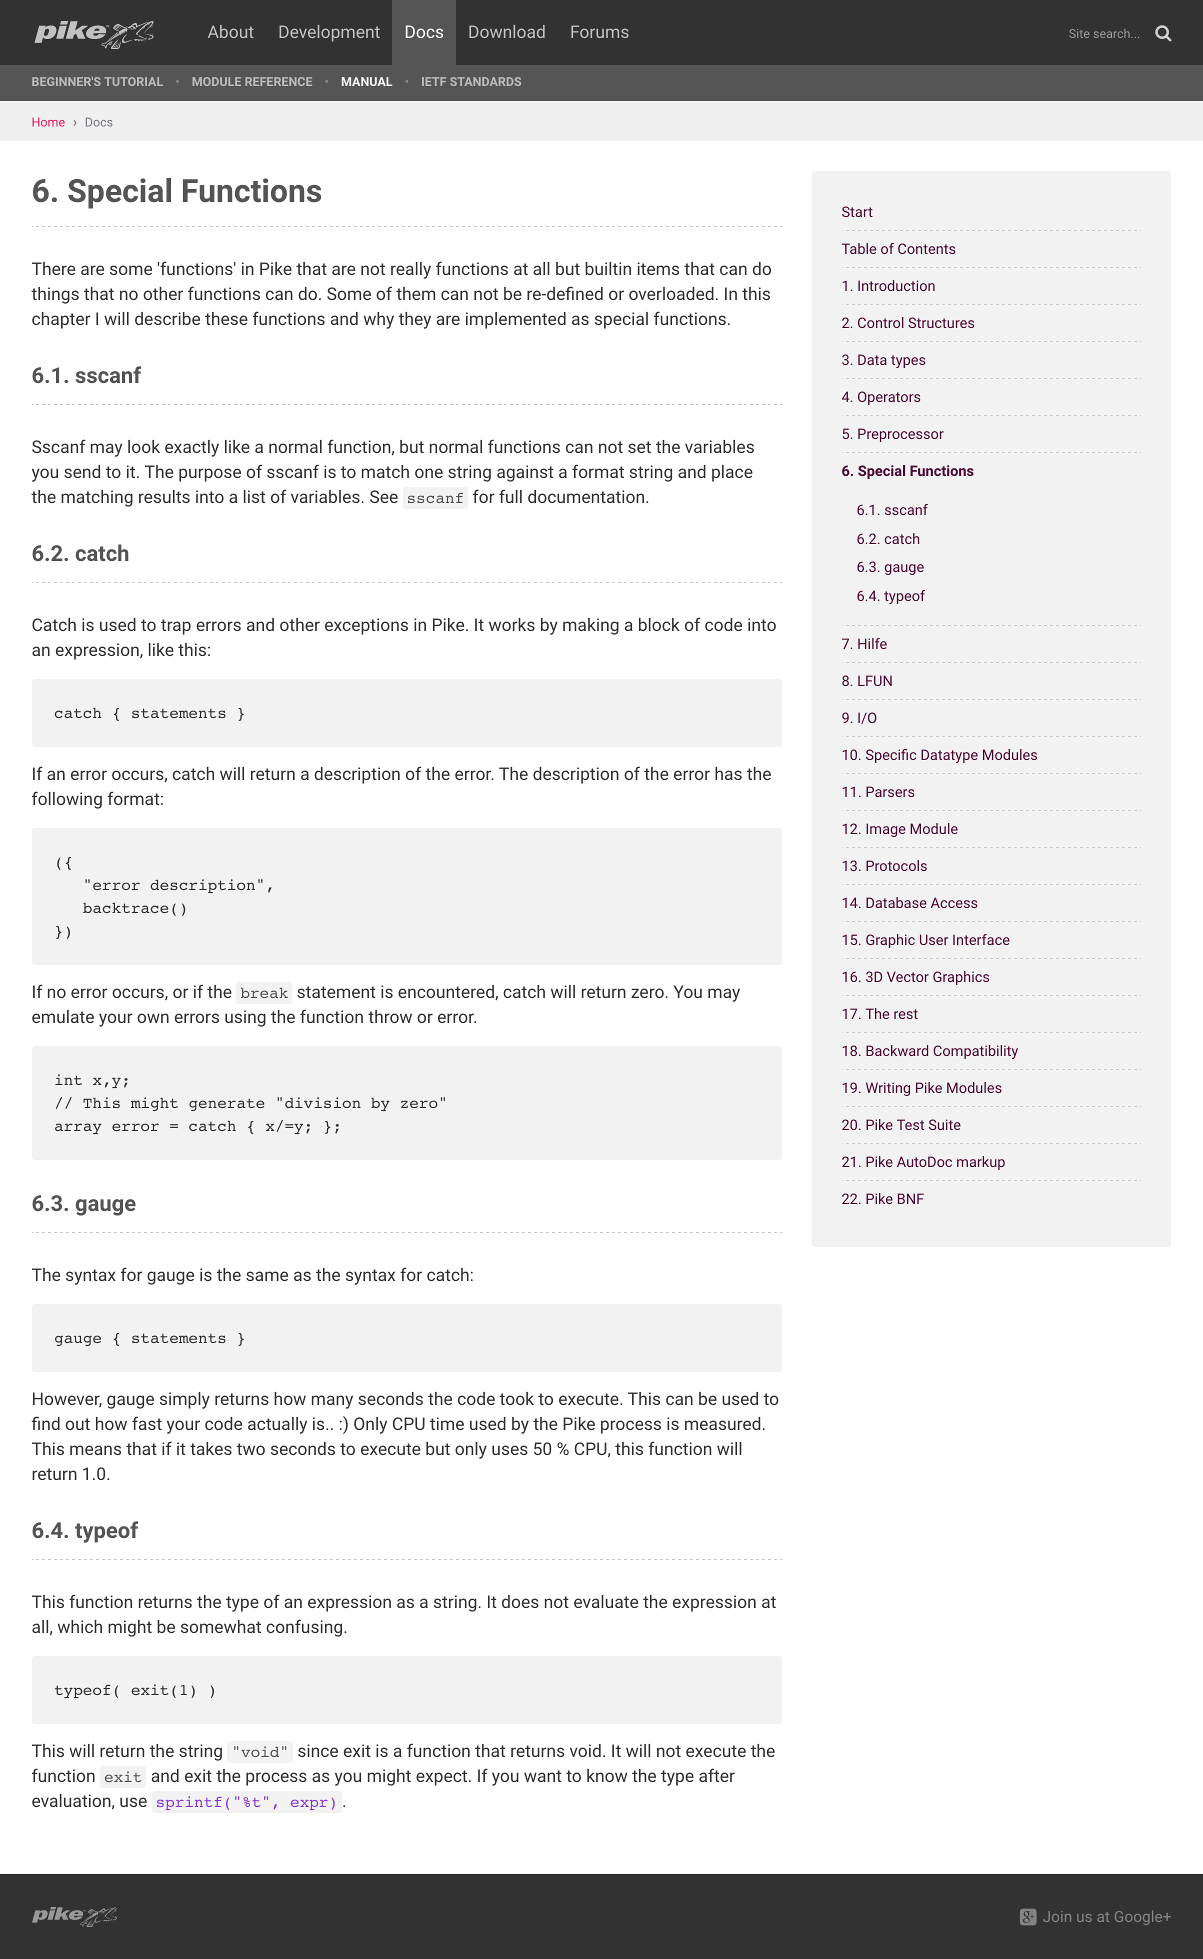 pike
About
Development
Docs
Download
Forums
Site search...
BEGINNER'S TUTORIAL • MODULE REFERENCE • MANUAL • IETF STANDARDS
Home › Docs
6. Special Functions
There are some 'functions' in Pike that are not really functions at all but builtin items that can do
things that no other functions can do. Some of them can not be re-defined or overloaded. In this
chapter I will describe these functions and why they are implemented as special functions.
6.1. sscanf
Sscanf may look exactly like a normal function, but normal functions can not set the variables
you send to it. The purpose of sscanf is to match one string against a format string and place
the matching results into a list of variables. See sscanf for full documentation.
6.2. catch
Catch is used to trap errors and other exceptions in Pike. It works by making a block of code into
an expression, like this:
catch { statements }
If an error occurs, catch will return a description of the error. The description of the error has the
following format:
({
   "error description",
   backtrace()
})
If no error occurs, or if the break statement is encountered, catch will return zero. You may
emulate your own errors using the function throw or error.
int x,y;
// This might generate "division by zero"
array error = catch { x/=y; };
6.3. gauge
The syntax for gauge is the same as the syntax for catch:
gauge { statements }
However, gauge simply returns how many seconds the code took to execute. This can be used to
find out how fast your code actually is.. :) Only CPU time used by the Pike process is measured.
This means that if it takes two seconds to execute but only uses 50 % CPU, this function will
return 1.0.
6.4. typeof
This function returns the type of an expression as a string. It does not evaluate the expression at
all, which might be somewhat confusing.
typeof( exit(1) )
This will return the string "void" since exit is a function that returns void. It will not execute the
function exit and exit the process as you might expect. If you want to know the type after
evaluation, use sprintf("%t", expr).
Start
Table of Contents
1. Introduction
2. Control Structures
3. Data types
4. Operators
5. Preprocessor
6. Special Functions
6.1. sscanf
6.2. catch
6.3. gauge
6.4. typeof
7. Hilfe
8. LFUN
9. I/O
10. Specific Datatype Modules
11. Parsers
12. Image Module
13. Protocols
14. Database Access
15. Graphic User Interface
16. 3D Vector Graphics
17. The rest
18. Backward Compatibility
19. Writing Pike Modules
20. Pike Test Suite
21. Pike AutoDoc markup
22. Pike BNF
pike
Join us at Google+